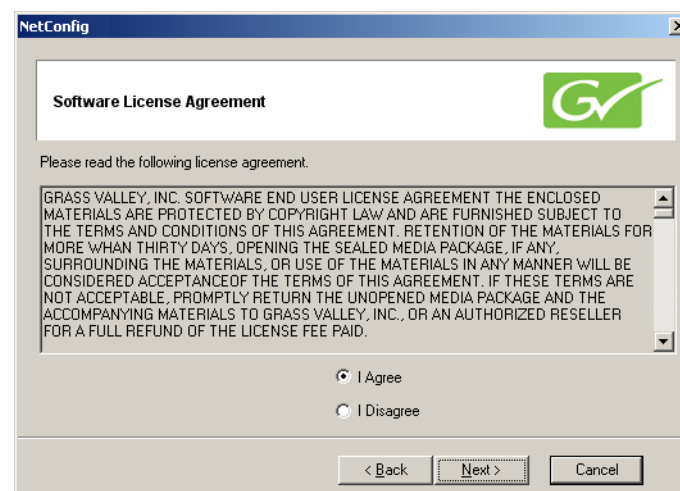 NetConfig
Software License Agreement
GV
Please read the following license agreement.
GRASS VALLEY, INC. SOFTWARE END USER LICENSE AGREEMENT THE ENCLOSED
MATERIALS ARE PROTECTED BY COPYRIGHT LAW AND ARE FURNISHED SUBJECT TO
THE TERMS AND CONDITIONS OF THIS AGREEMENT. RETENTION OF THE MATERIALS FOR
MORE WHAN THIRTY DAYS, OPENING THE SEALED MEDIA PACKAGE, IF ANY,
SURROUNDING THE MATERIALS, OR USE OF THE MATERIALS IN ANY MANNER WILL BE
CONSIDERED ACCEPTANCEOF THE TERMS OF THIS AGREEMENT. IF THESE TERMS ARE
NOT ACCEPTABLE, PROMPTLY RETURN THE UNOPENED MEDIA PACKAGE AND THE
ACCOMPANYING MATERIALS TO GRASS VALLEY, INC., OR AN AUTHORIZED RESELLER
FOR A FULL REFUND OF THE LICENSE FEE PAID.
I Agree
I Disagree
< Back Next > Cancel